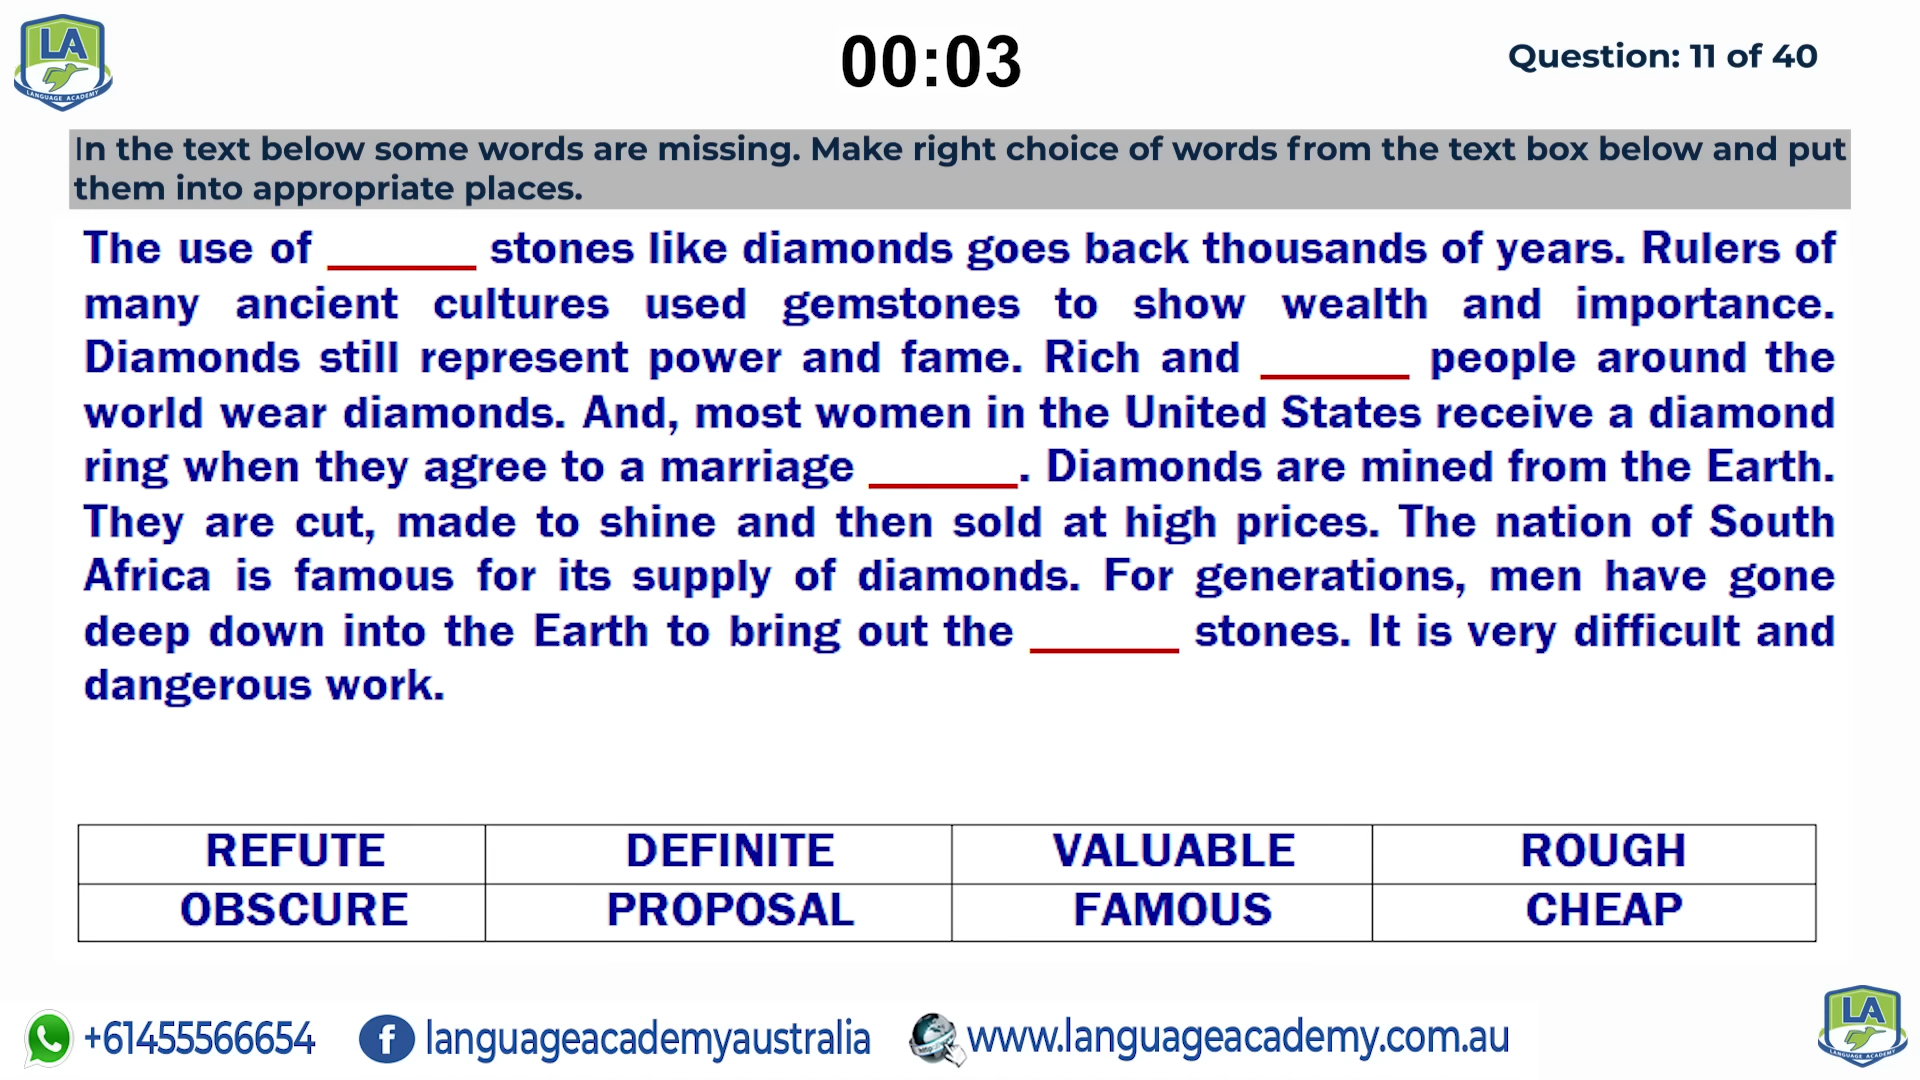 LA
LANGUAGE ACADEMY
00:03
Question: 11 of 40
In the text below some words are missing. Make right choice of words from the text box below and put
them into appropriate places.
The use of ______ stones like diamonds goes back thousands of years. Rulers of
many ancient cultures used gemstones to show wealth and importance.
Diamonds still represent power and fame. Rich and ______ people around the
world wear diamonds. And, most women in the United States receive a diamond
ring when they agree to a marriage ______. Diamonds are mined from the Earth.
They are cut, made to shine and then sold at high prices. The nation of South
Africa is famous for its supply of diamonds. For generations, men have gone
deep down into the Earth to bring out the ______ stones. It is very difficult and
dangerous work.
REFUTE DEFINITE VALUABLE ROUGH
OBSCURE PROPOSAL FAMOUS CHEAP
+61455566654 languageacademyaustralia www.languageacademy.com.au
LA
LANGUAGE ACADEMY